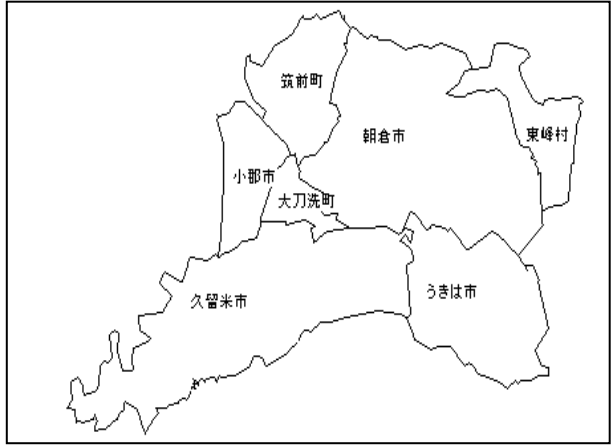 筑前町
朝倉市
東峰村
小郡市
大刀洗町
うきは市
久留米市